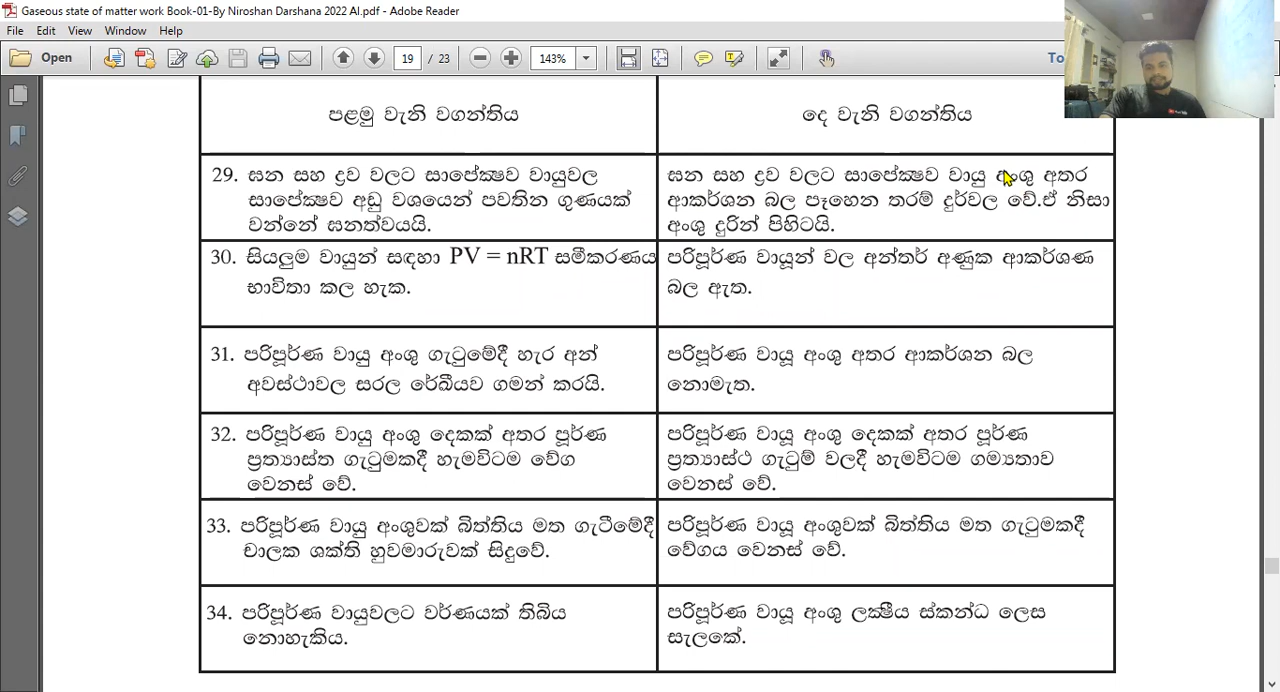 Gaseous state of matter work Book-01-By Niroshan Darshana 2022 Al.pdf - Adobe Reader
File Edit View Window Help
Open 19 / 23 143% To
පළමු වැනි වගන්තිය
දෙ වැනි වගන්තිය
29. ඝන සහ ද්‍රව වලට සාපේක්‍ෂව වායුවල
සාපේක්‍ෂව අඩු වශයෙන් පවතින ගුණයක්
වන්නේ ඝනත්වයයි.
ඝන සහ ද්‍රව වලට සාපේක්‍ෂව වායු අංශු අතර
ආකර්ශන බල පෑහෙන තරම් දුර්වල වේ.ඒ නිසා
අංශු දුරින් පිහිටයි.
30. සියලුම වායුන් සඳහා PV = nRT සමීකරණය
භාවිතා කල හැක.
පරිපූර්ණ වායූන් වල අන්තර් අණුක ආකර්ශණ
බල ඇත.
31. පරිපූර්ණ වායු අංශු ගැටුමේදී හැර අන්
අවස්ථාවල සරල රේඛීයව ගමන් කරයි.
පරිපූර්ණ වායූ අංශු අතර ආකර්ශන බල
නොමැත.
32. පරිපූර්ණ වායු අංශු දෙකක් අතර පූර්ණ
ප්‍රත්‍යාස්ත ගැටුමකදී හැමවිටම වේග
වෙනස් වේ.
පරිපූර්ණ වායූ අංශු දෙකක් අතර පූර්ණ
ප්‍රත්‍යාස්ථ ගැටුම් වලදී හැමවිටම ගම්‍යතාව
වෙනස් වේ.
33. පරිපූර්ණ වායු අංශුවක් බිත්තිය මත ගැටීමේදී
චාලක ශක්ති හුවමාරුවක් සිදුවේ.
පරිපූර්ණ වායූ අංශුවක් බිත්තිය මත ගැටුමකදී
වේගය වෙනස් වේ.
34. පරිපූර්ණ වායුවලට වර්ණයක් තිබිය
නොහැකිය.
පරිපූර්ණ වායූ අංශු ලක්‍ෂීය ස්කන්ධ ලෙස
සැලකේ.